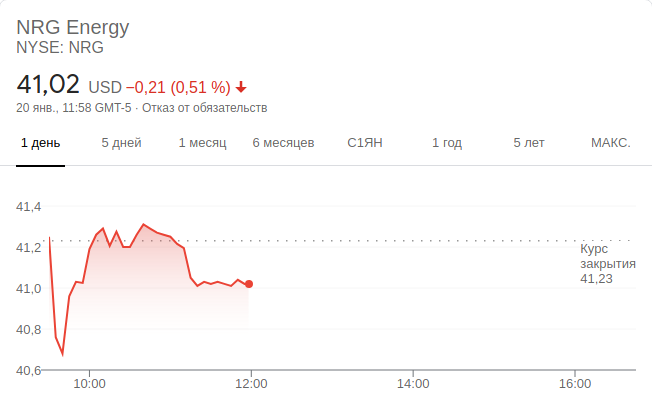 NRG Energy
NYSE: NRG
41,02 USD −0,21 (0,51 %)
20 янв., 11:58 GMT-5 · Отказ от обязательств
1 день 5 дней 1 месяц 6 месяцев С1ЯН 1 год 5 лет МАКС.
41,4
41,2
41,0
40,8
40,6
Курс
закрытия
41,23
10:00 12:00 14:00 16:00